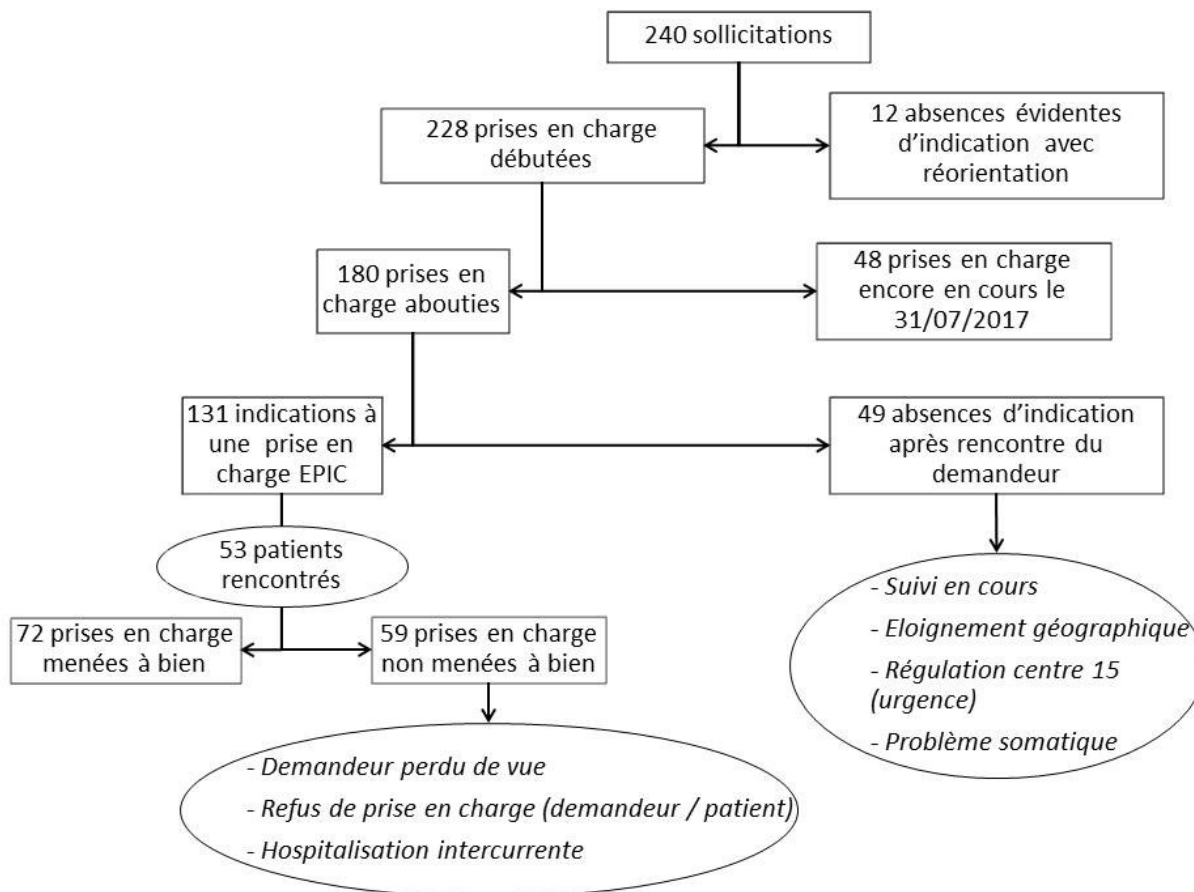 240 sollicitations
228 prises en charge
débutées
12 absences évidentes
d’indication avec
réorientation
180 prises en
charge abouties
48 prises en charge
encore en cours le
31/07/2017
131 indications à
une prise en
charge EPIC
49 absences d’indication
après rencontre du
demandeur
53 patients
rencontrés
72 prises en charge
menées à bien
59 prises en charge
non menées à bien
- Suivi en cours
- Eloignement géographique
- Régulation centre 15
(urgence)
- Problème somatique
- Demandeur perdu de vue
- Refus de prise en charge (demandeur / patient)
- Hospitalisation intercurrente